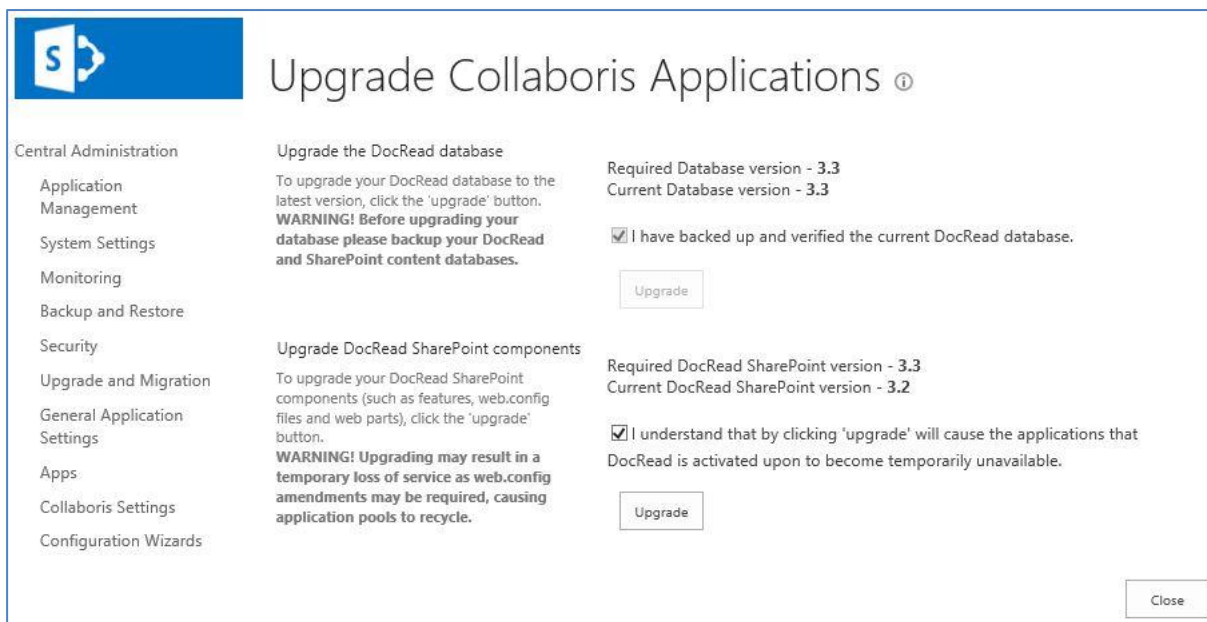 S
Upgrade Collaboris Applications
Central Administration
Application
Management
System Settings
Monitoring
Backup and Restore
Security
Upgrade and Migration
General Application
Settings
Apps
Collaboris Settings
Configuration Wizards
Upgrade the DocRead database
To upgrade your DocRead database to the
latest version, click the 'upgrade' button.
WARNING! Before upgrading your
database please backup your DocRead
and SharePoint content databases.
Required Database version - 3.3
Current Database version - 3.3
I have backed up and verified the current DocRead database.
Upgrade
Upgrade DocRead SharePoint components
To upgrade your DocRead SharePoint
components (such as features, web.config
files and web parts), click the 'upgrade'
button.
WARNING! Upgrading may result in a
temporary loss of service as web.config
amendments may be required, causing
application pools to recycle.
Required DocRead SharePoint version - 3.3
Current DocRead SharePoint version - 3.2
I understand that by clicking 'upgrade' will cause the applications that
DocRead is activated upon to become temporarily unavailable.
Upgrade
Close